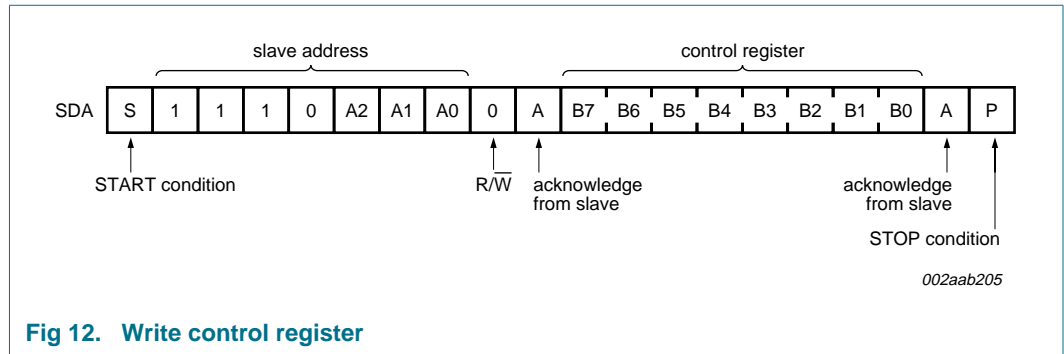 slave address control register
SDA S 1 1 1 0 A2 A1 A0 0 A B7 B6 B5 B4 B3 B2 B1 B0 A P
START condition R/W̅ acknowledge from slave acknowledge from slave
STOP condition
002aab205
Fig 12. Write control register